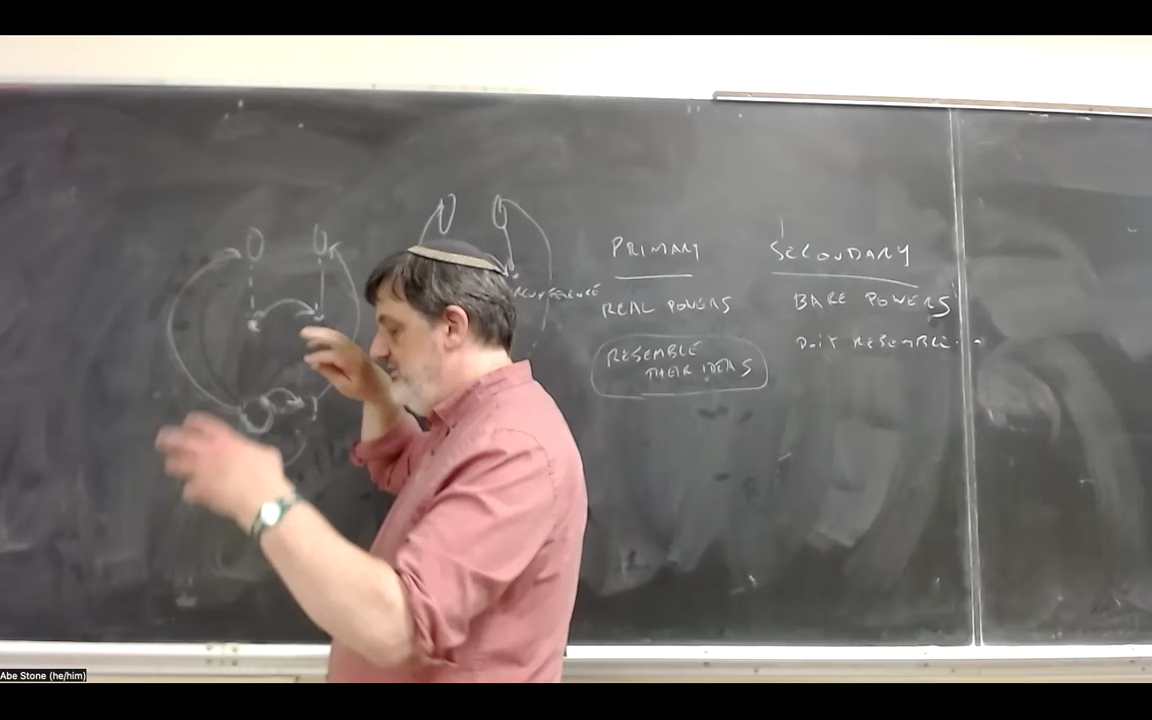 PRIMARY
SECONDARY
REAL POWERS
BARE POWERS
RESEMBLE
THEIR IDEAS
DON'T RESEMBLE...
Abe Stone (he/him)